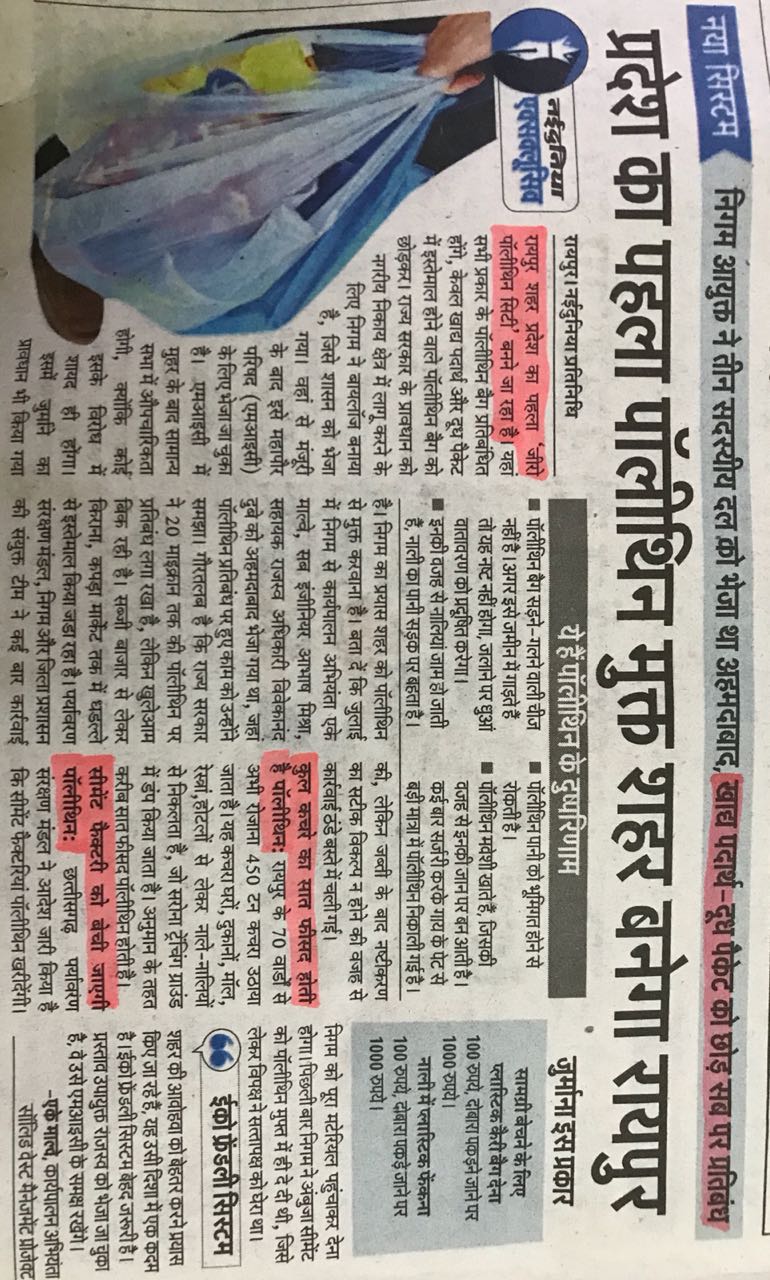 नया सिस्टम
निगम आयुक्त ने तीन सदस्यीय दल को भेजा था अहमदाबाद, खाद्य पदार्थ-दूध पैकेट को छोड़ सब पर प्रतिबंध
प्रदेश का पहला पॉलीथिन मुक्त शहर बनेगा रायपुर
नईदुनिया
एक्सक्लूसिव
रायपुर। नईदुनिया प्रतिनिधि
रायपुर शहर प्रदेश का पहला 'जीरो
पॉलीथिन सिटी' बनने जा रहा है। यहां
सभी प्रकार के पॉलीथिन बैग प्रतिबंधित
होंगे, केवल खाद्य पदार्थ और दूध पैकेट
में इस्तेमाल होने वाले पॉलीथिन बैग को
छोड़कर। राज्य सरकार के प्रावधान को
नगरीय निकाय क्षेत्र में लागू करने के
लिए निगम ने बायलॉज बनाया
है, जिसे शासन को भेजा
गया। वहां से मंजूरी
के बाद इसे महापौर
परिषद (एमआइसी)
के लिए भेजा जा चुका
है। एमआइसी में
मुहर के बाद सामान्य
सभा में औपचारिकता
होगी, क्योंकि कोई
इसके विरोध में
शायद ही होगा।
इसमें जुर्माने का
प्रावधान भी किया गया
ये हैं पॉलीथिन के दुष्परिणाम
■ पॉलीथिन बैग सड़ने-गलने वाली चीज
नहीं है। अगर इसे जमीन में गाड़ते है
तो यह नष्ट नहीं होगा, जलाने पर धुआं
वातावरण को प्रदूषित करेगा।
■ इनकी वजह से नालियां जाम हो जाती
है, नाली का पानी सड़क पर बहता है।
■ पॉलीथिन पानी को भूमिगत होने से
रोकती है।
■ पॉलीथिन मवेशी खाते हैं, जिसकी
वजह से इनकी जान पर बन आती है।
कई बार सर्जरी करके गाय के पेट से
बड़ी मात्रा में पॉलीथिन निकाली गई है।
है। निगम का प्रयास शहर को पॉलीथिन
से मुक्त करवाना है। बता दें कि जुलाई
में निगम से कार्यपालन अभियंता एके
माल्वे, सब इंजीनियर आभाष मिश्रा,
सहायक राजस्व अधिकारी विवेकानंद
दुबे को अहमदाबाद भेजा गया था, जहां
पॉलीथिन प्रतिबंध पर हुए काम को उन्होंने
समझा। गौरतलब है कि राज्य सरकार
ने 20 माइक्रान तक की पॉलीथिन पर
प्रतिबंध लगा रखा है, लेकिन खुलेआम
बिक रही है। सब्जी बाजार से लेकर
किराना, कपड़ा मार्केट तक में धड़ल्ले
से इस्तेमाल किया जडा रहा है। पर्यावरण
संरक्षण मंडल, निगम और जिला प्रशासन
की संयुक्त टीम ने कई बार कार्रवाई
की, लेकिन जब्ती के बाद नष्टीकरण
का सटीक विकल्प न होने की वजह से
कार्रवाई ठंडे बस्ते में चली गई।
कुल कचरे का सात फीसद होती
है पॉलीथिन: रायपुर के 70 वार्डों से
अभी रोजाना 450 टन कचरा उठाया
जाता है। यह कचरा घरों, दुकानों, मॉल,
रेस्त्रां, होटलों से लेकर नाले-नालियों
से निकलता है, जो सरोना ट्रेंचिंग ग्राउंड
में डंप किया जाता है। अनुमान के तहत
करीब सात फीसद पॉलीथिन होती है।
सीमेंट फैक्टरी को बेची जाएगी
पॉलीथिन: छत्तीसगढ़ पर्यावरण
संरक्षण मंडल ने आदेश जारी किया है
कि सीमेंट फैक्टरियां पॉलीथिन खरीदेंगी।
जुर्माना इस प्रकार
सामग्री बेचने के लिए
प्लास्टिक कैरी बैग देना
100 रुपये, दोबारा पकड़े जाने पर
1000 रुपये।
नाली में प्लास्टिक फेंकना
100 रुपये, दोबारा पकड़े जाने पर
1000 रुपये।
निगम को पूरा मटेरियल पहुंचाकर देना
होगा। पिछली बार निगम ने अंबुजा सीमेंट
को पॉलीथिन मुफ्त में ही दे दी थी, जिसे
लेकर विपक्ष ने सत्तापक्ष को घेरा था।
ईको फ्रेंडली सिस्टम
शहर की आबोहवा को बेहतर करने प्रयास
किए जा रहे हैं, यह उसी दिशा में एक कदम
है। ईको फ्रेंडली सिस्टम बेहद जरूरी है।
प्रस्ताव आयुक्त राजस्व को भेजा जा चुका
है, वे उसे एमआइसी के समक्ष रखेंगे।
-एके माल्वे, कार्यपालन अभियंता
सॉलिड वेस्ट मैनेजमेंट प्रोजेक्ट